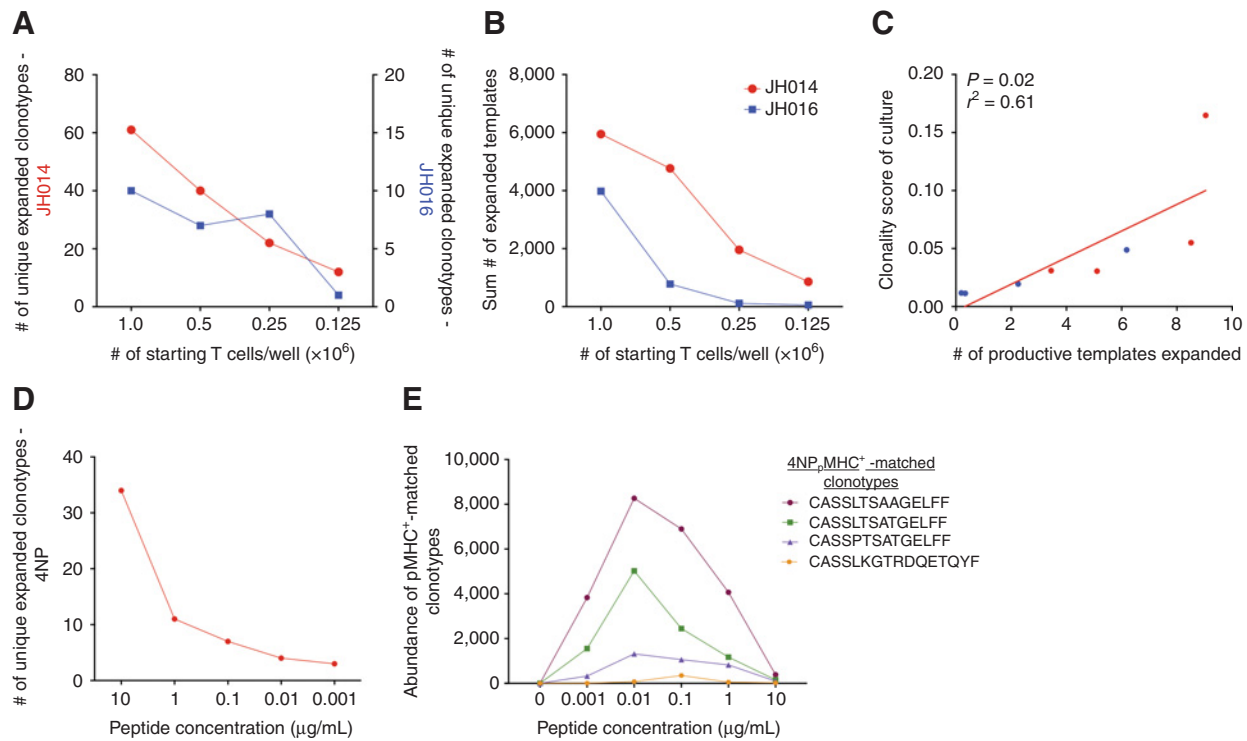 A
# of unique expanded clonotypes -
JH014
80
60
40
20
0
20
15
10
5
0
# of unique expanded clonotypes -
JH016
1.0 0.5 0.25 0.125
# of starting T cells/well (×10⁶)
B
Sum # of expanded templates
8,000
6,000
4,000
2,000
0
JH014
JH016
1.0 0.5 0.25 0.125
# of starting T cells/well (×10⁶)
C
Clonality score of culture
0.20
0.15
0.10
0.05
0.00
P = 0.02
r² = 0.61
0 2 4 6 8 10
# of productive templates expanded
D
# of unique expanded clonotypes -
4NP
40
30
20
10
0
10 1 0.1 0.01 0.001
Peptide concentration (μg/mL)
E
Abundance of pMHC⁺-matched
clonotypes
10,000
8,000
6,000
4,000
2,000
0
0 0.001 0.01 0.1 1 10
Peptide concentration (μg/mL)
4NPpMHC⁺ -matched
clonotypes
CASSLTSAAGELFF
CASSLTSATGELFF
CASSPTSATGELFF
CASSLKGTRDQETQYF